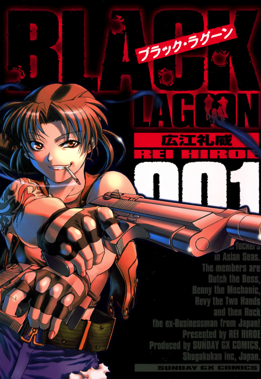 BLACK
ブラック・ラグーン
LAGOON
広江礼威
REI HIROE
001
in Asian Seas,
The members are
Dutch the Boss,
Benny the Mechanic,
Revy the Two Hands
and then Rock
the ex-Businessman from Japan!
Presented by REI HIROE
Produced by SUNDAY GX COMICS,
Shogakukan inc, Japan.
SUNDAY GX COMICS